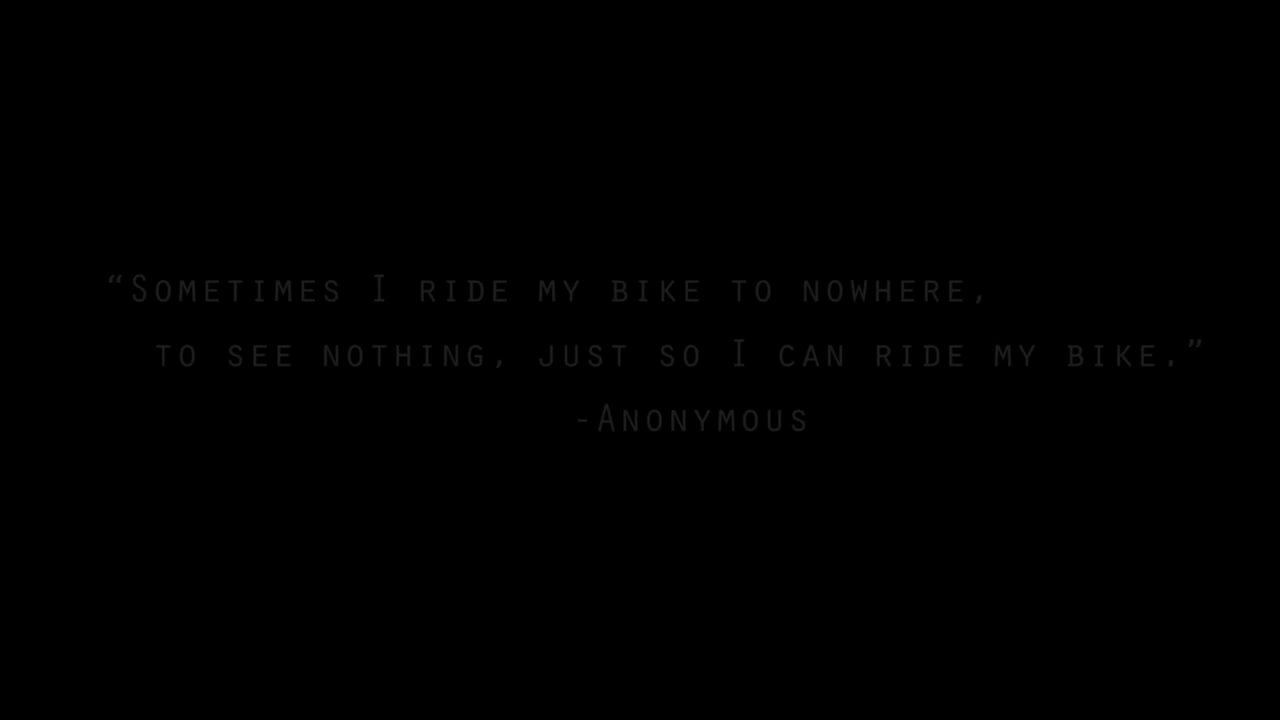 “Sometimes I ride my bike to nowhere,
to see nothing, just so I can ride my bike.”
-Anonymous